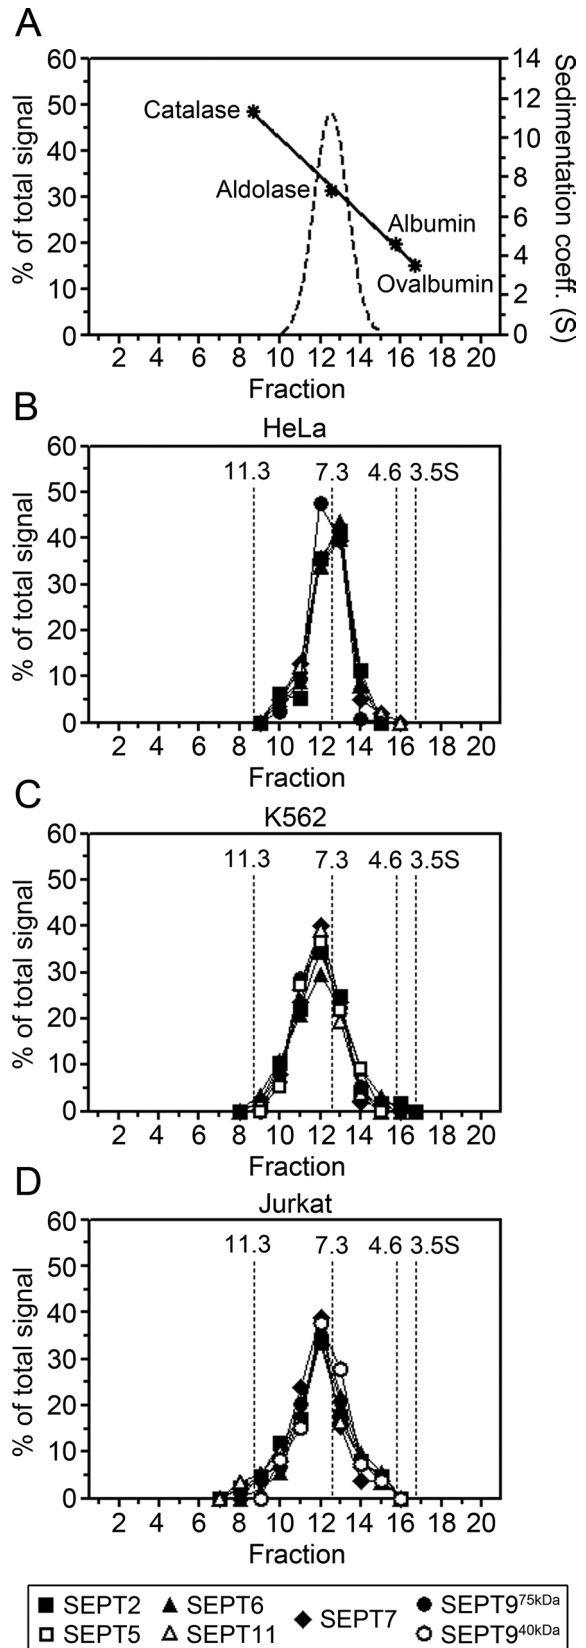 A
60
50
40
30
20
10
0
% of total signal
14
12
10
8
6
4
2
0
Sedimentation coeff. (S)
Catalase
Aldolase
Albumin
Ovalbumin
2 4 6 8 10 12 14 16 18 20
Fraction
B
HeLa
60
50
40
30
20
10
0
% of total signal
11.3 7.3 4.6 3.5S
2 4 6 8 10 12 14 16 18 20
Fraction
C
K562
60
50
40
30
20
10
0
% of total signal
11.3 7.3 4.6 3.5S
2 4 6 8 10 12 14 16 18 20
Fraction
D
Jurkat
60
50
40
30
20
10
0
% of total signal
11.3 7.3 4.6 3.5S
2 4 6 8 10 12 14 16 18 20
Fraction
SEPT2 SEPT6 SEPT7 SEPT9⁷⁵ᵏᴰᵃ
SEPT5 SEPT11 SEPT9⁴⁰ᵏᴰᵃ